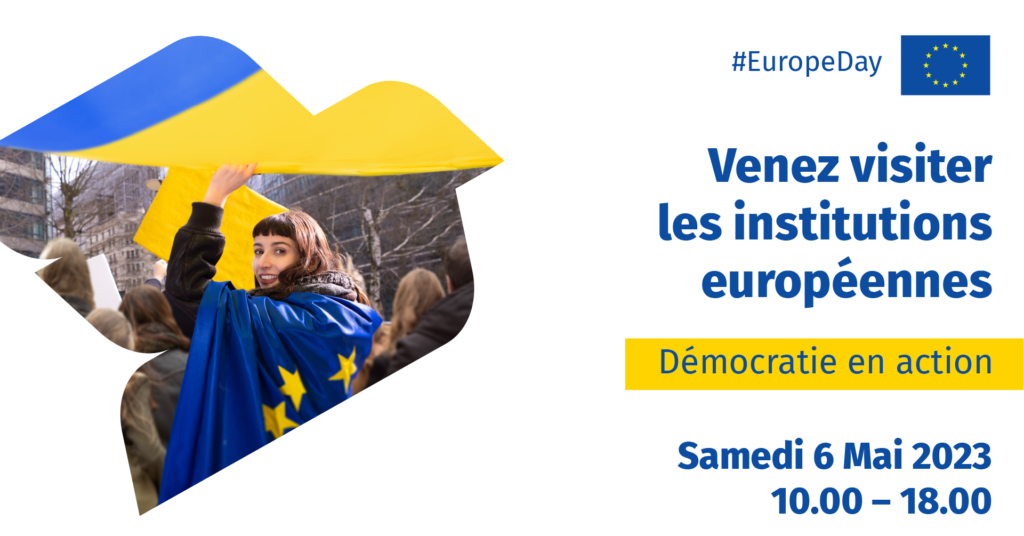 #EuropeDay
Venez visiter
les institutions
européennes
Démocratie en action
Samedi 6 Mai 2023
10.00 – 18.00